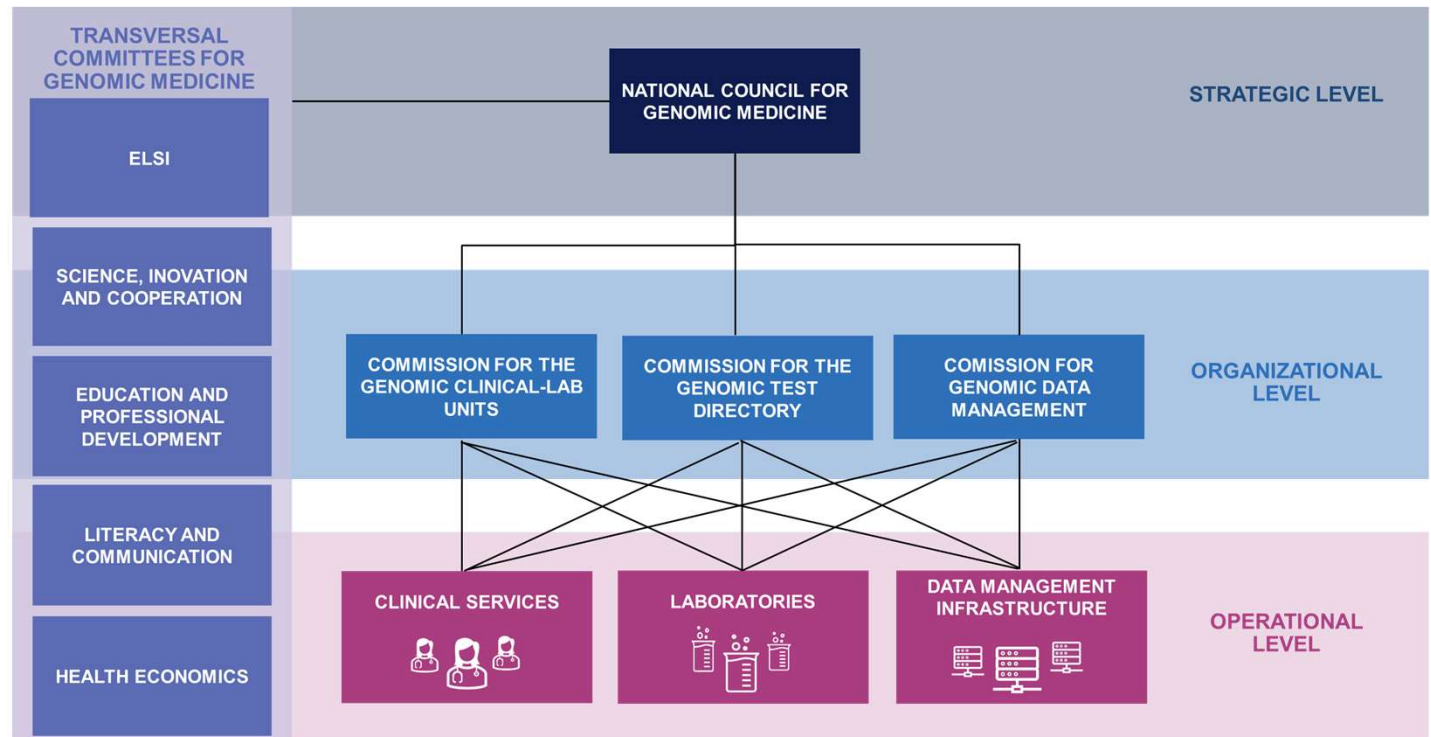 TRANSVERSAL
COMMITTEES FOR
GENOMIC MEDICINE
ELSI
SCIENCE, INOVATION
AND COOPERATION
EDUCATION AND
PROFESSIONAL
DEVELOPMENT
LITERACY AND
COMMUNICATION
HEALTH ECONOMICS
NATIONAL COUNCIL FOR
GENOMIC MEDICINE
STRATEGIC LEVEL
COMMISSION FOR THE
GENOMIC CLINICAL-LAB
UNITS
COMMISSION FOR THE
GENOMIC TEST
DIRECTORY
COMISSION FOR
GENOMIC DATA
MANAGEMENT
ORGANIZATIONAL
LEVEL
CLINICAL SERVICES
LABORATORIES
DATA MANAGEMENT
INFRASTRUCTURE
OPERATIONAL
LEVEL